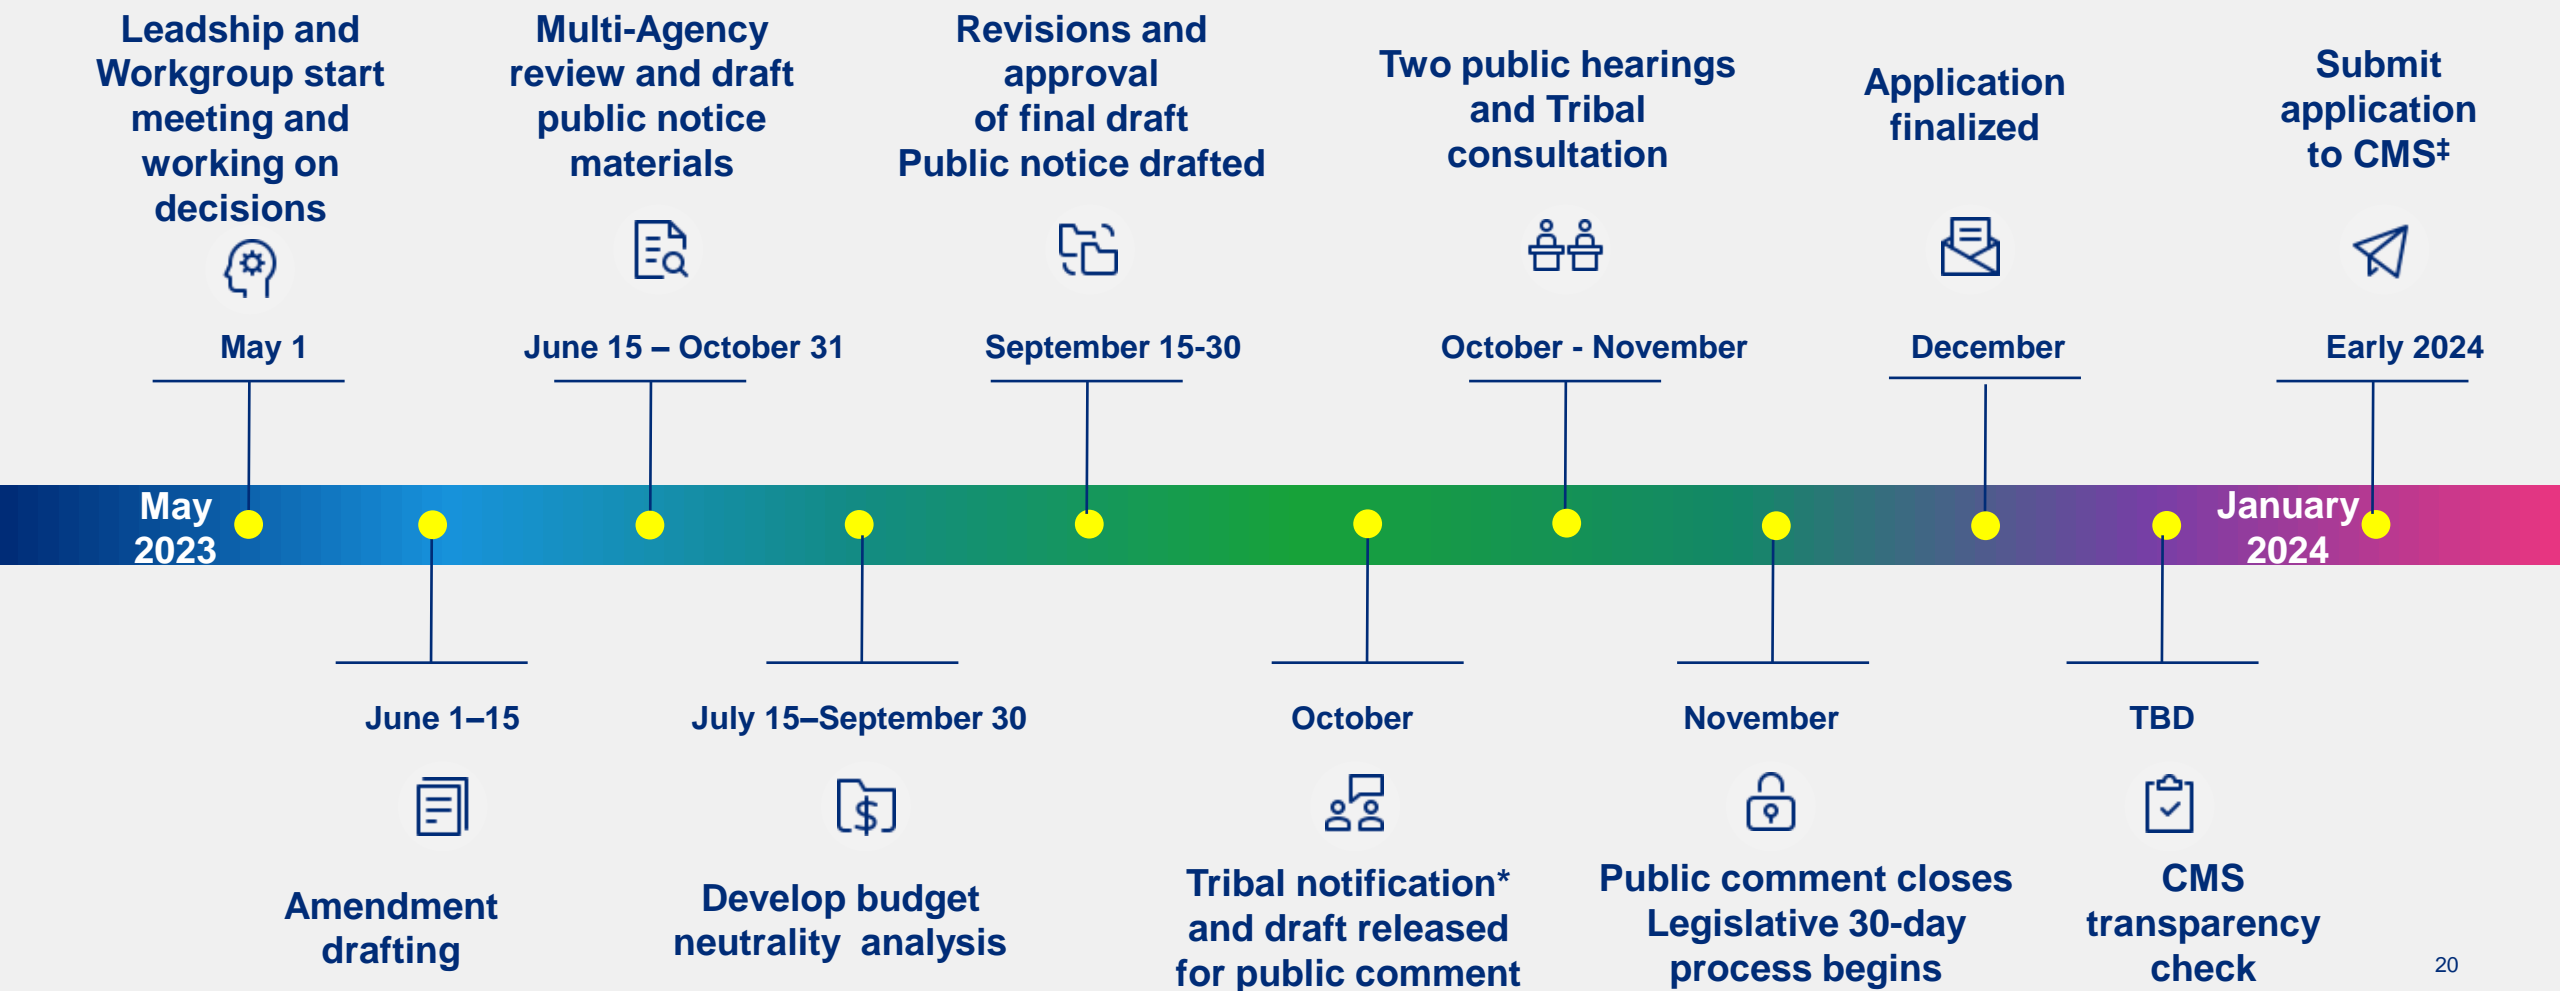 Leadship and
Workgroup start
meeting and
working on
decisions
May 1
Multi-Agency
review and draft
public notice
materials
June 15 – October 31
Revisions and
approval
of final draft
Public notice drafted
September 15-30
Two public hearings
and Tribal
consultation
October - November
Application
finalized
December
Submit
application
to CMS‡
Early 2024
May
2023
January
2024
June 1–15
Amendment
drafting
July 15–September 30
Develop budget
neutrality  analysis
October
Tribal notification*
and draft released
for public comment
November
Public comment closes
Legislative 30-day
process begins
TBD
CMS
transparency
check
20